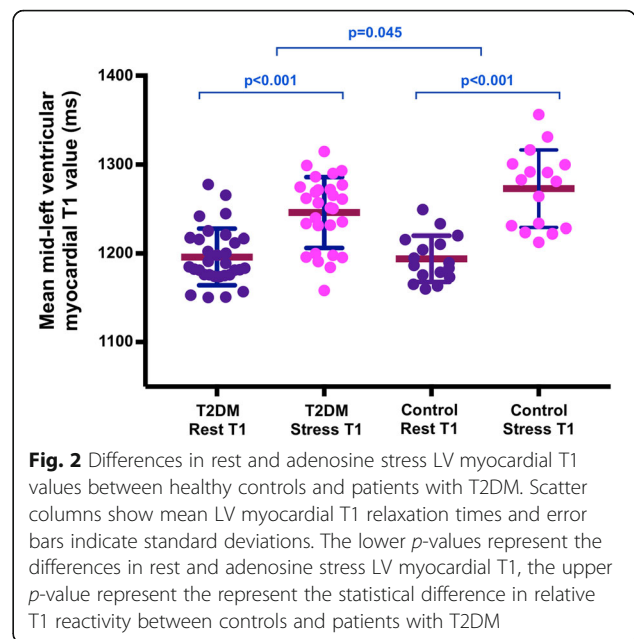 p=0.045
p<0.001 p<0.001
Mean mid-left ventricular
myocardial T1 value (ms)
1400
1300
1200
1100
T2DM T2DM Control Control
Rest T1 Stress T1 Rest T1 Stress T1
Fig. 2 Differences in rest and adenosine stress LV myocardial T1
values between healthy controls and patients with T2DM. Scatter
columns show mean LV myocardial T1 relaxation times and error
bars indicate standard deviations. The lower p-values represent the
differences in rest and adenosine stress LV myocardial T1, the upper
p-value represent the represent the statistical difference in relative
T1 reactivity between controls and patients with T2DM